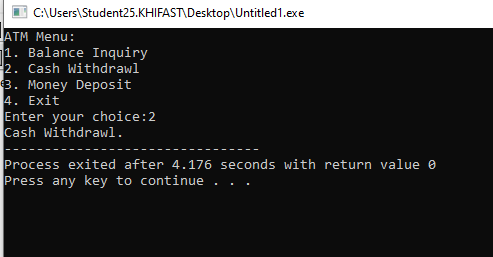 C:\Users\Student25.KHIFAST\Desktop\Untitled1.exe
ATM Menu:
1. Balance Inquiry
2. Cash Withdrawl
3. Money Deposit
4. Exit
Enter your choice:2
Cash Withdrawl.
--------------------------------
Process exited after 4.176 seconds with return value 0
Press any key to continue . . .